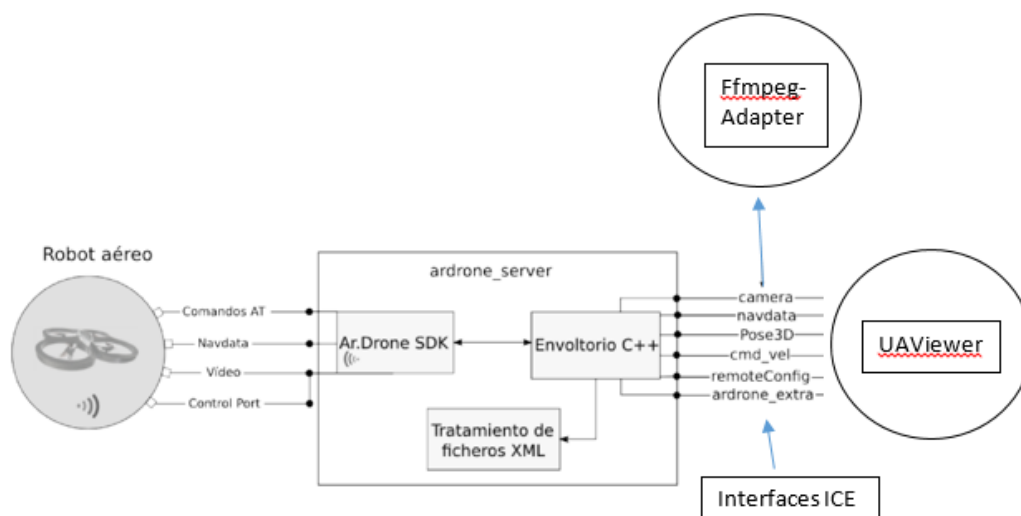 Ffmpeg-
Adapter
Robot aéreo
ardrone_server
Comandos AT
Navdata
Vídeo
Control Port
Ar.Drone SDK
Envoltorio C++
Tratamiento de
ficheros XML
camera
navdata
Pose3D
cmd_vel
remoteConfig
ardrone_extra
UAViewer
Interfaces ICE